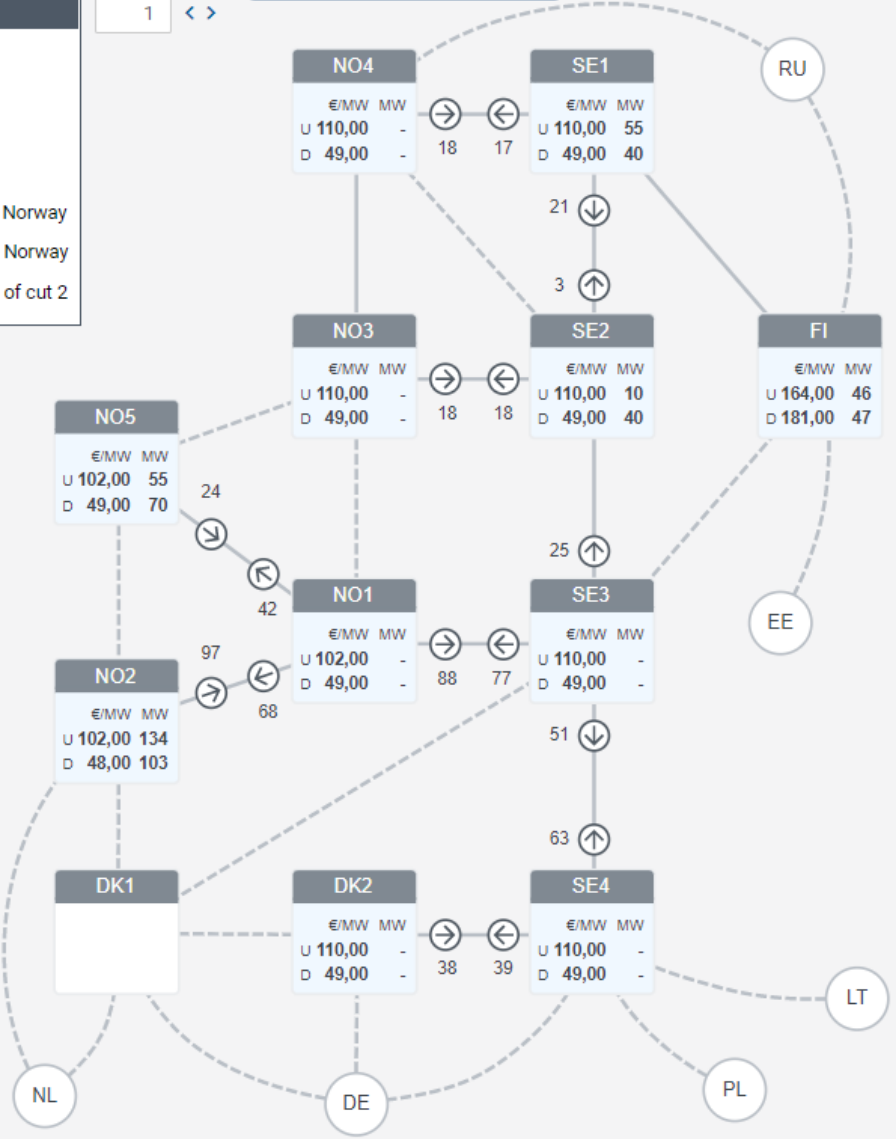 1
NO4
€/MW MW
U 110,00 -
D 49,00 -
18
17
SE1
€/MW MW
U 110,00 55
D 49,00 40
RU
Norway
Norway
of cut 2
21
3
NO3
€/MW MW
U 110,00 -
D 49,00 -
18
18
SE2
€/MW MW
U 110,00 10
D 49,00 40
FI
€/MW MW
U 164,00 46
D 181,00 47
NO5
€/MW MW
U 102,00 55
D 49,00 70
24
42
25
NO1
€/MW MW
U 102,00 -
D 49,00 -
88
77
SE3
€/MW MW
U 110,00 -
D 49,00 -
EE
NO2
€/MW MW
U 102,00 134
D 48,00 103
97
68
51
63
DK1
DK2
€/MW MW
U 110,00 -
D 49,00 -
38
39
SE4
€/MW MW
U 110,00 -
D 49,00 -
LT
NL
DE
PL